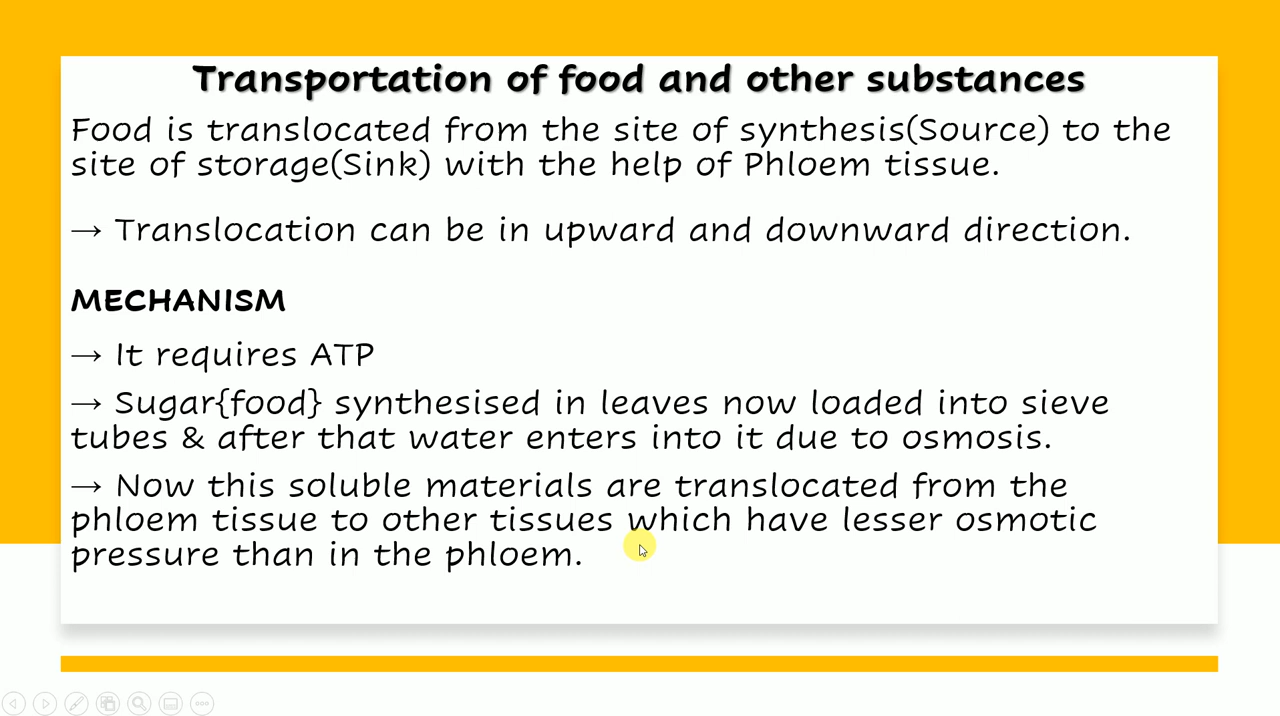 Transportation of food and other substances
Food is translocated from the site of synthesis(Source) to the
site of storage(Sink) with the help of Phloem tissue.
→ Translocation can be in upward and downward direction.
MECHANISM
→ It requires ATP
→ Sugar{food} synthesised in leaves now loaded into sieve
tubes & after that water enters into it due to osmosis.
→ Now this soluble materials are translocated from the
phloem tissue to other tissues which have lesser osmotic
pressure than in the phloem.